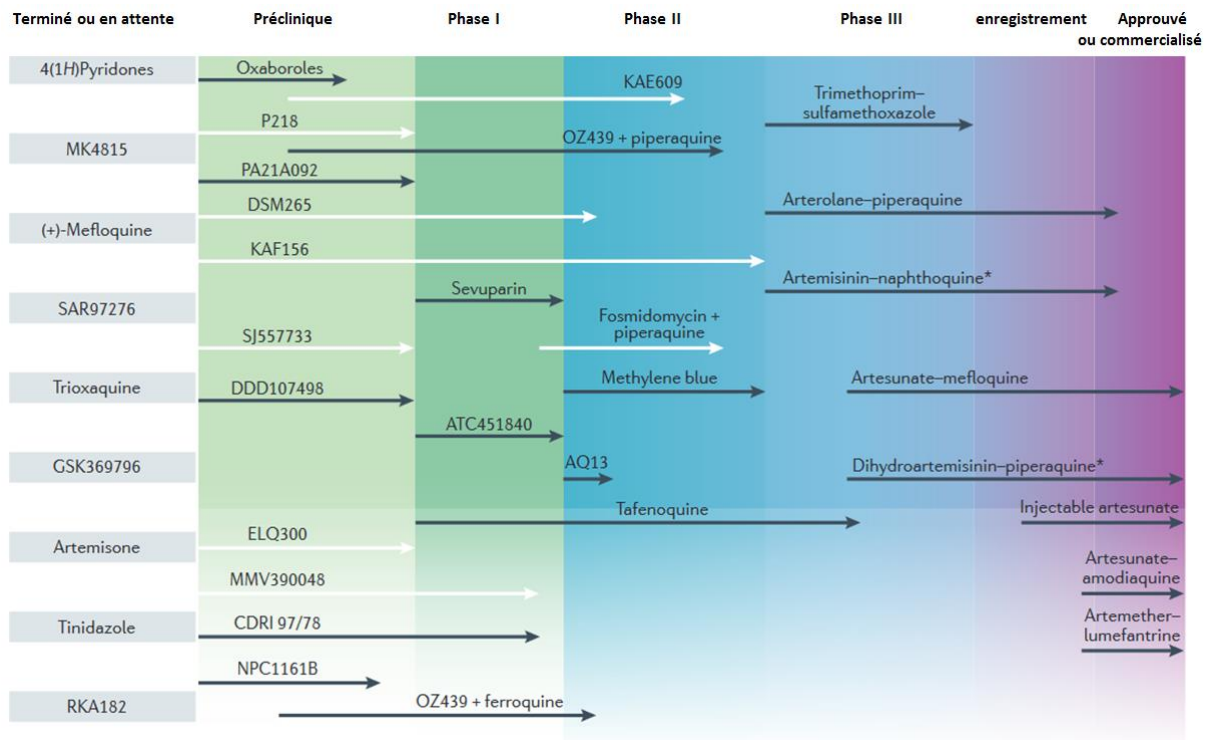 Terminé ou en attente
Préclinique
Phase I
Phase II
Phase III
enregistrement
Approuvé
ou commercialisé
4(1H)Pyridones
Oxaboroles
KAE609
Trimethoprim–
sulfamethoxazole
P218
OZ439 + piperaquine
MK4815
PA21A092
DSM265
Arterolane–piperaquine
(+)-Mefloquine
KAF156
Artemisinin–naphthoquine*
Sevuparin
SAR97276
Fosmidomycin +
piperaquine
SJ557733
Trioxaquine
DDD107498
Methylene blue
Artesunate–mefloquine
ATC451840
GSK369796
AQ13
Dihydroartemisinin–piperaquine*
Tafenoquine
Injectable artesunate
ELQ300
Artemisone
Artesunate–
amodiaquine
MMV390048
Tinidazole
CDRI 97/78
Artemether–
lumefantrine
NPC1161B
RKA182
OZ439 + ferroquine